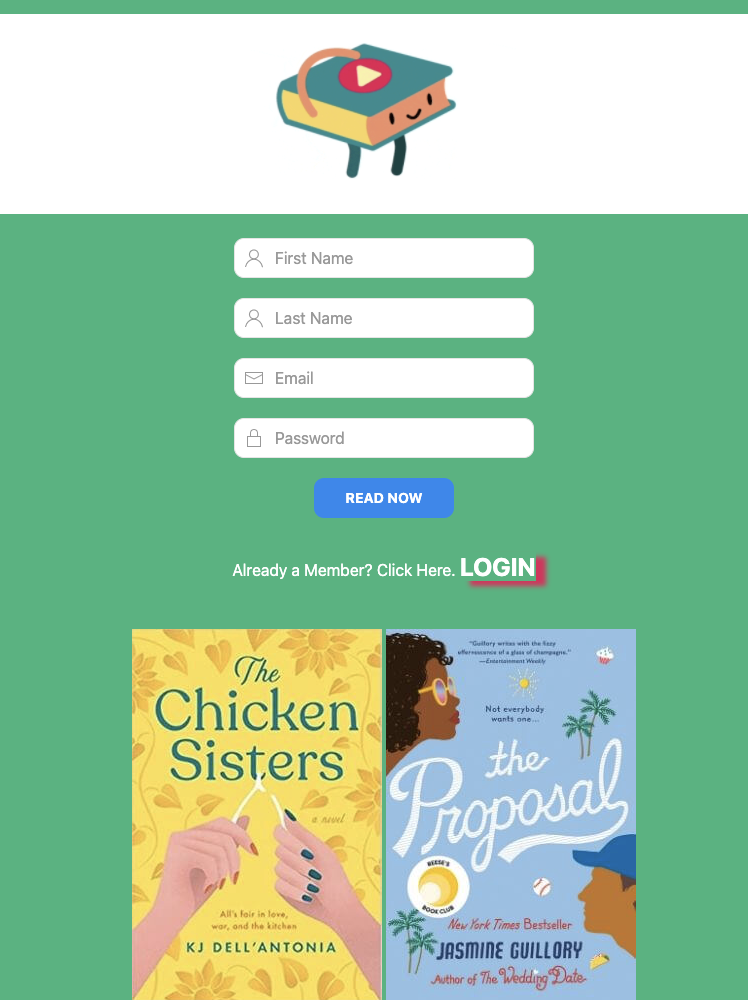 First Name
Last Name
Email
Password
READ NOW
Already a Member? Click Here. LOGIN
The
Chicken
Sisters
a novel
All's fair in love,
war, and the kitchen
KJ DELL'ANTONIA
"Guillory writes with the fizzy
effervescence of a glass of champagne."
—Entertainment Weekly
Not everybody
wants one...
the
Proposal
REESE'S
BOOK CLUB
New York Times Bestseller
JASMINE GUILLORY
Author of The Wedding Date